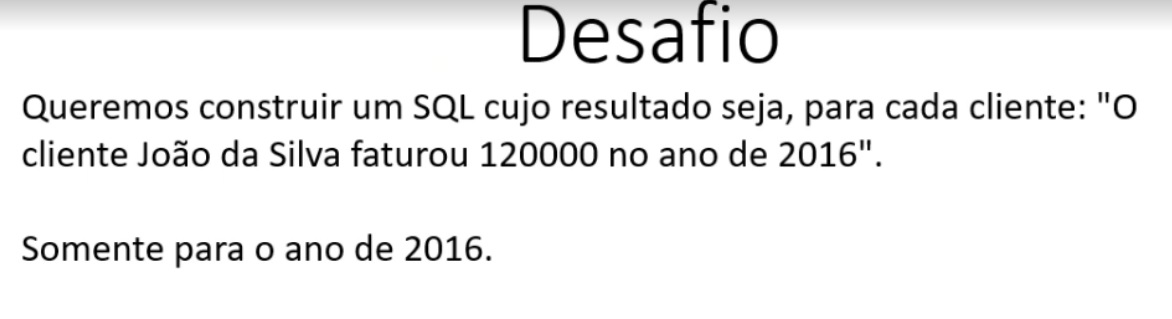 Desafio
Queremos construir um SQL cujo resultado seja, para cada cliente: "O
cliente João da Silva faturou 120000 no ano de 2016".
Somente para o ano de 2016.